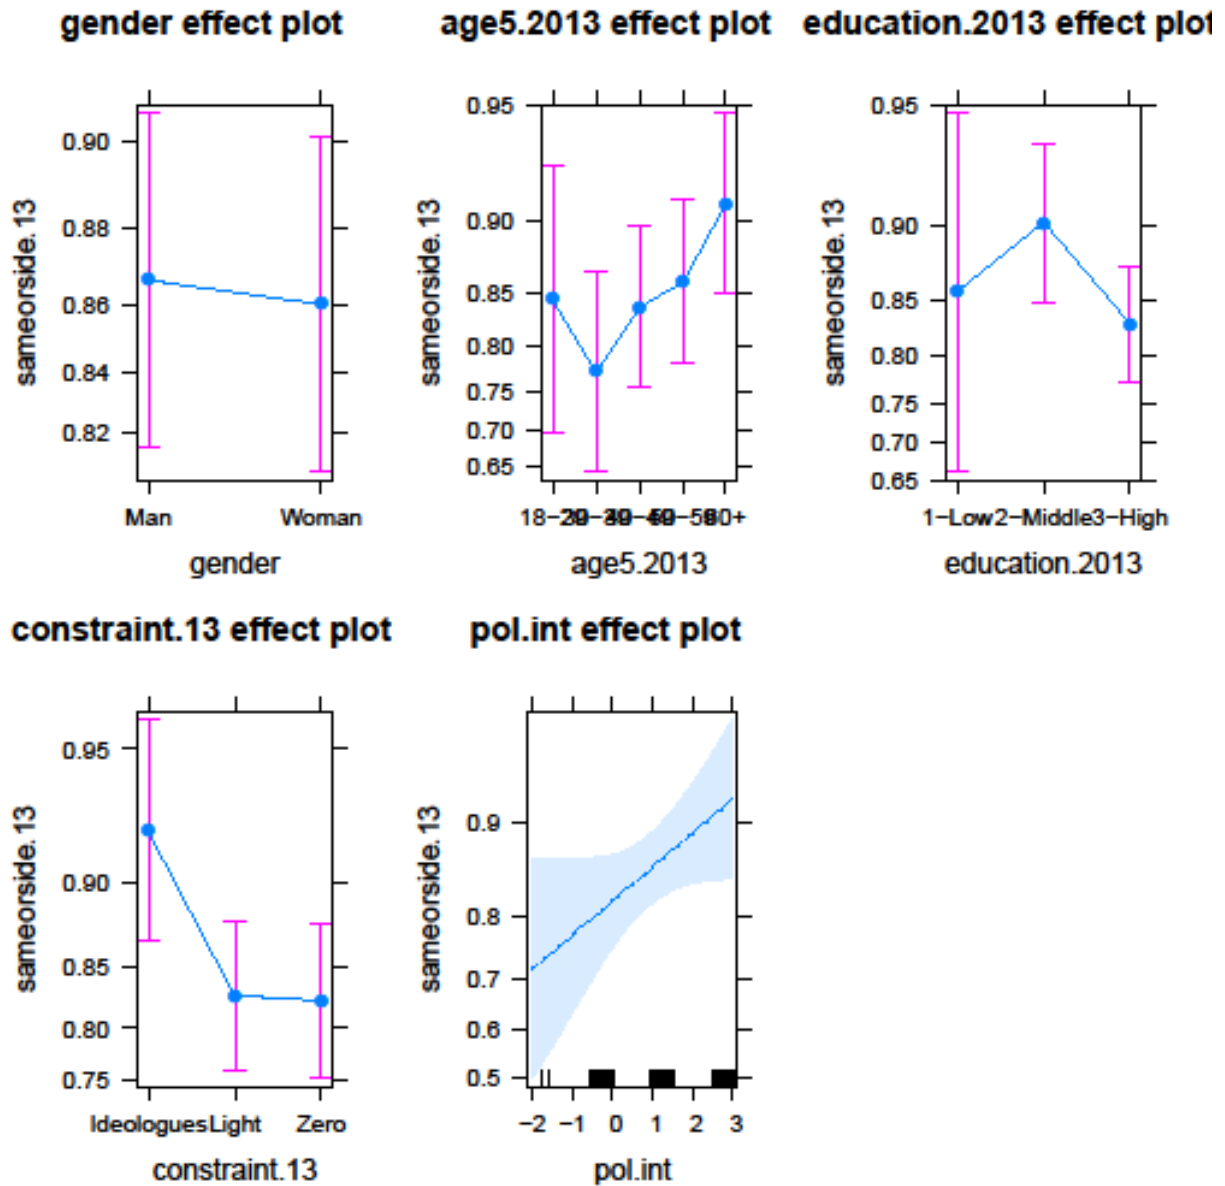 gender effect plot
age5.2013 effect plot
education.2013 effect plot
sameorside.13
0.90
0.88
0.86
0.84
0.82
Man
Woman
gender
sameorside.13
0.95
0.90
0.85
0.80
0.75
0.70
0.65
18-29
60+
age5.2013
sameorside.13
0.95
0.90
0.85
0.80
0.75
0.70
0.65
1-Low
2-Middle
3-High
education.2013
constraint.13 effect plot
pol.int effect plot
sameorside.13
0.95
0.90
0.85
0.80
0.75
Ideologues
Light
Zero
constraint.13
sameorside.13
0.9
0.8
0.7
0.6
0.5
-2 -1 0 1 2 3
pol.int